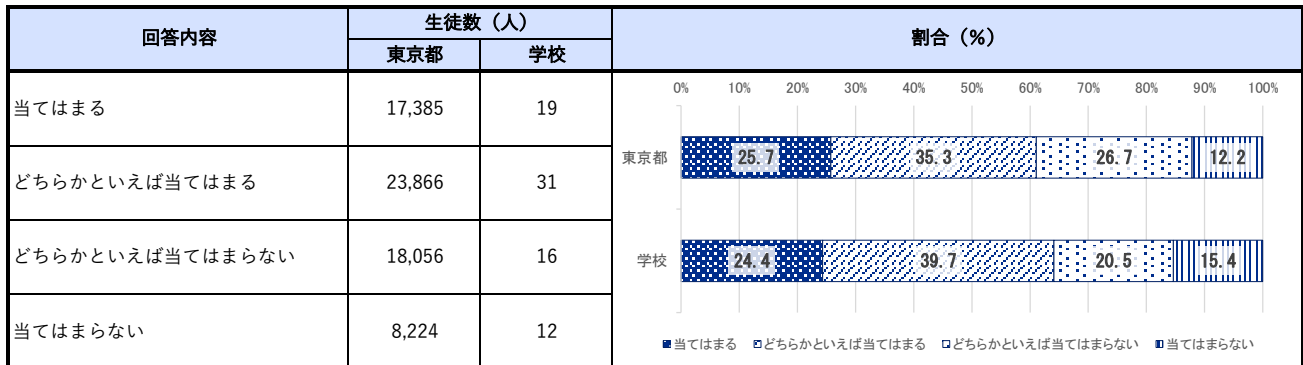 回答内容 生徒数（人） 割合（%）
東京都 学校
当てはまる 17,385 19
どちらかといえば当てはまる 23,866 31
どちらかといえば当てはまらない 18,056 16
当てはまらない 8,224 12
0% 10% 20% 30% 40% 50% 60% 70% 80% 90% 100%
東京都 25.7 35.3 26.7 12.2
学校 24.4 39.7 20.5 15.4
当てはまる どちらかといえば当てはまる どちらかといえば当てはまらない 当てはまらない